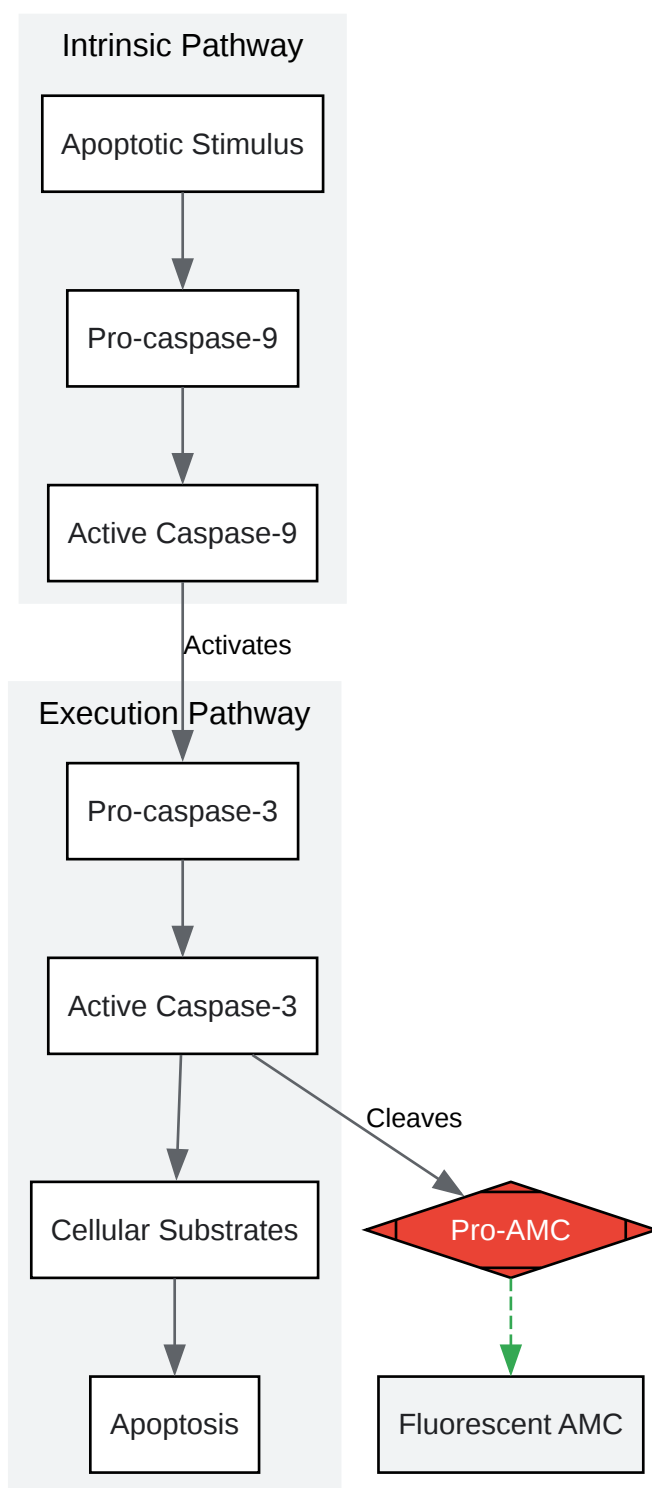 Intrinsic Pathway
Apoptotic Stimulus
Pro-caspase-9
Active Caspase-9
Activates
Execution Pathway
Pro-caspase-3
Active Caspase-3
Cleaves
Cellular Substrates
Pro-AMC
Apoptosis
Fluorescent AMC